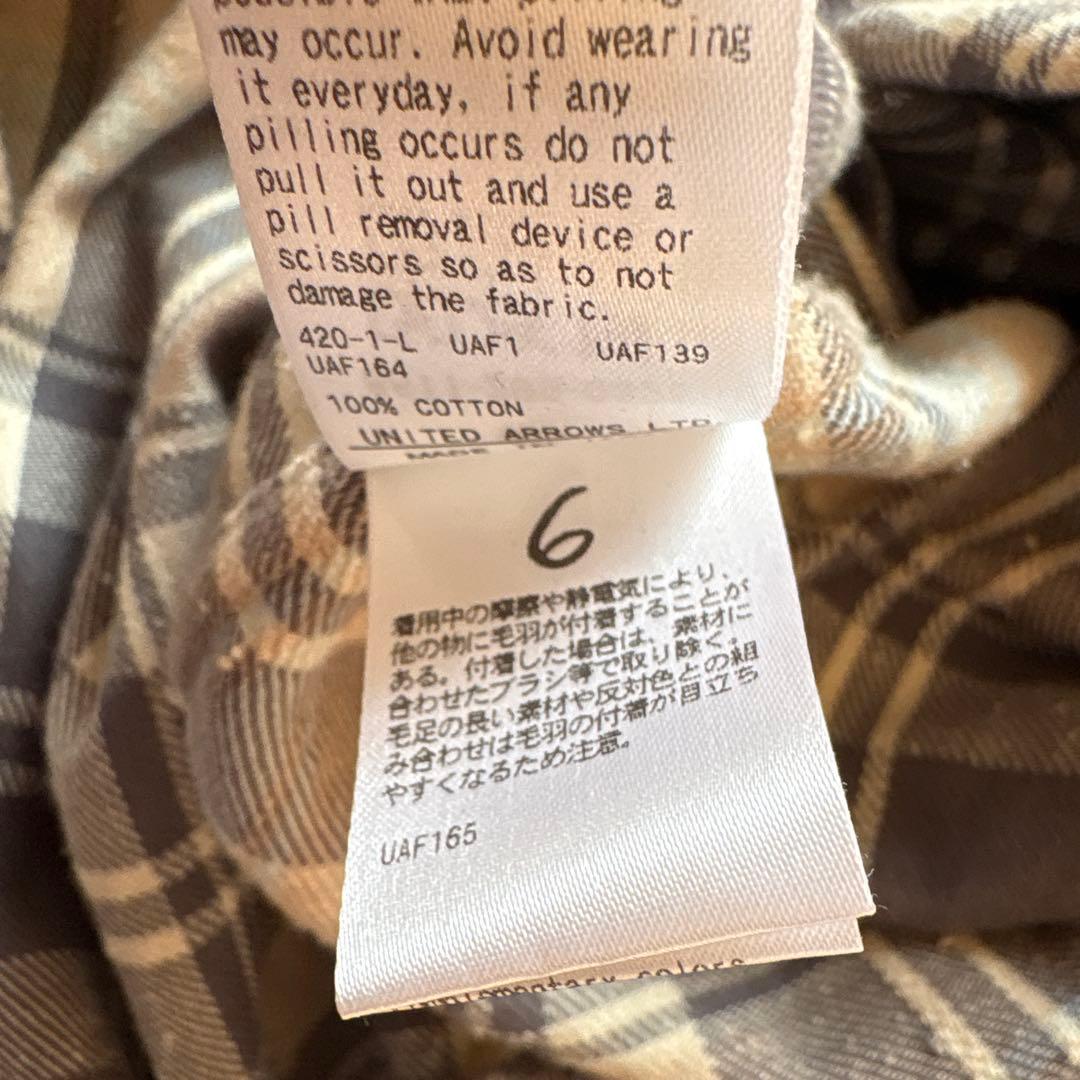 may occur. Avoid wearing
it everyday, if any
pilling occurs do not
pull it out and use a
pill removal device or
scissors so as to not
damage the fabric.
420-1-L UAF1 UAF139
UAF164
100% COTTON
UNITED ARROWS LTD
6
着用中の摩擦や静電気により、
他の物に毛羽が付着することが
ある。付着した場合は、素材に
合わせたブラシ等で取り除く。
毛足の長い素材や反対色との組
み合わせは毛羽の付着が目立ち
やすくなるため注意。
UAF165
colors